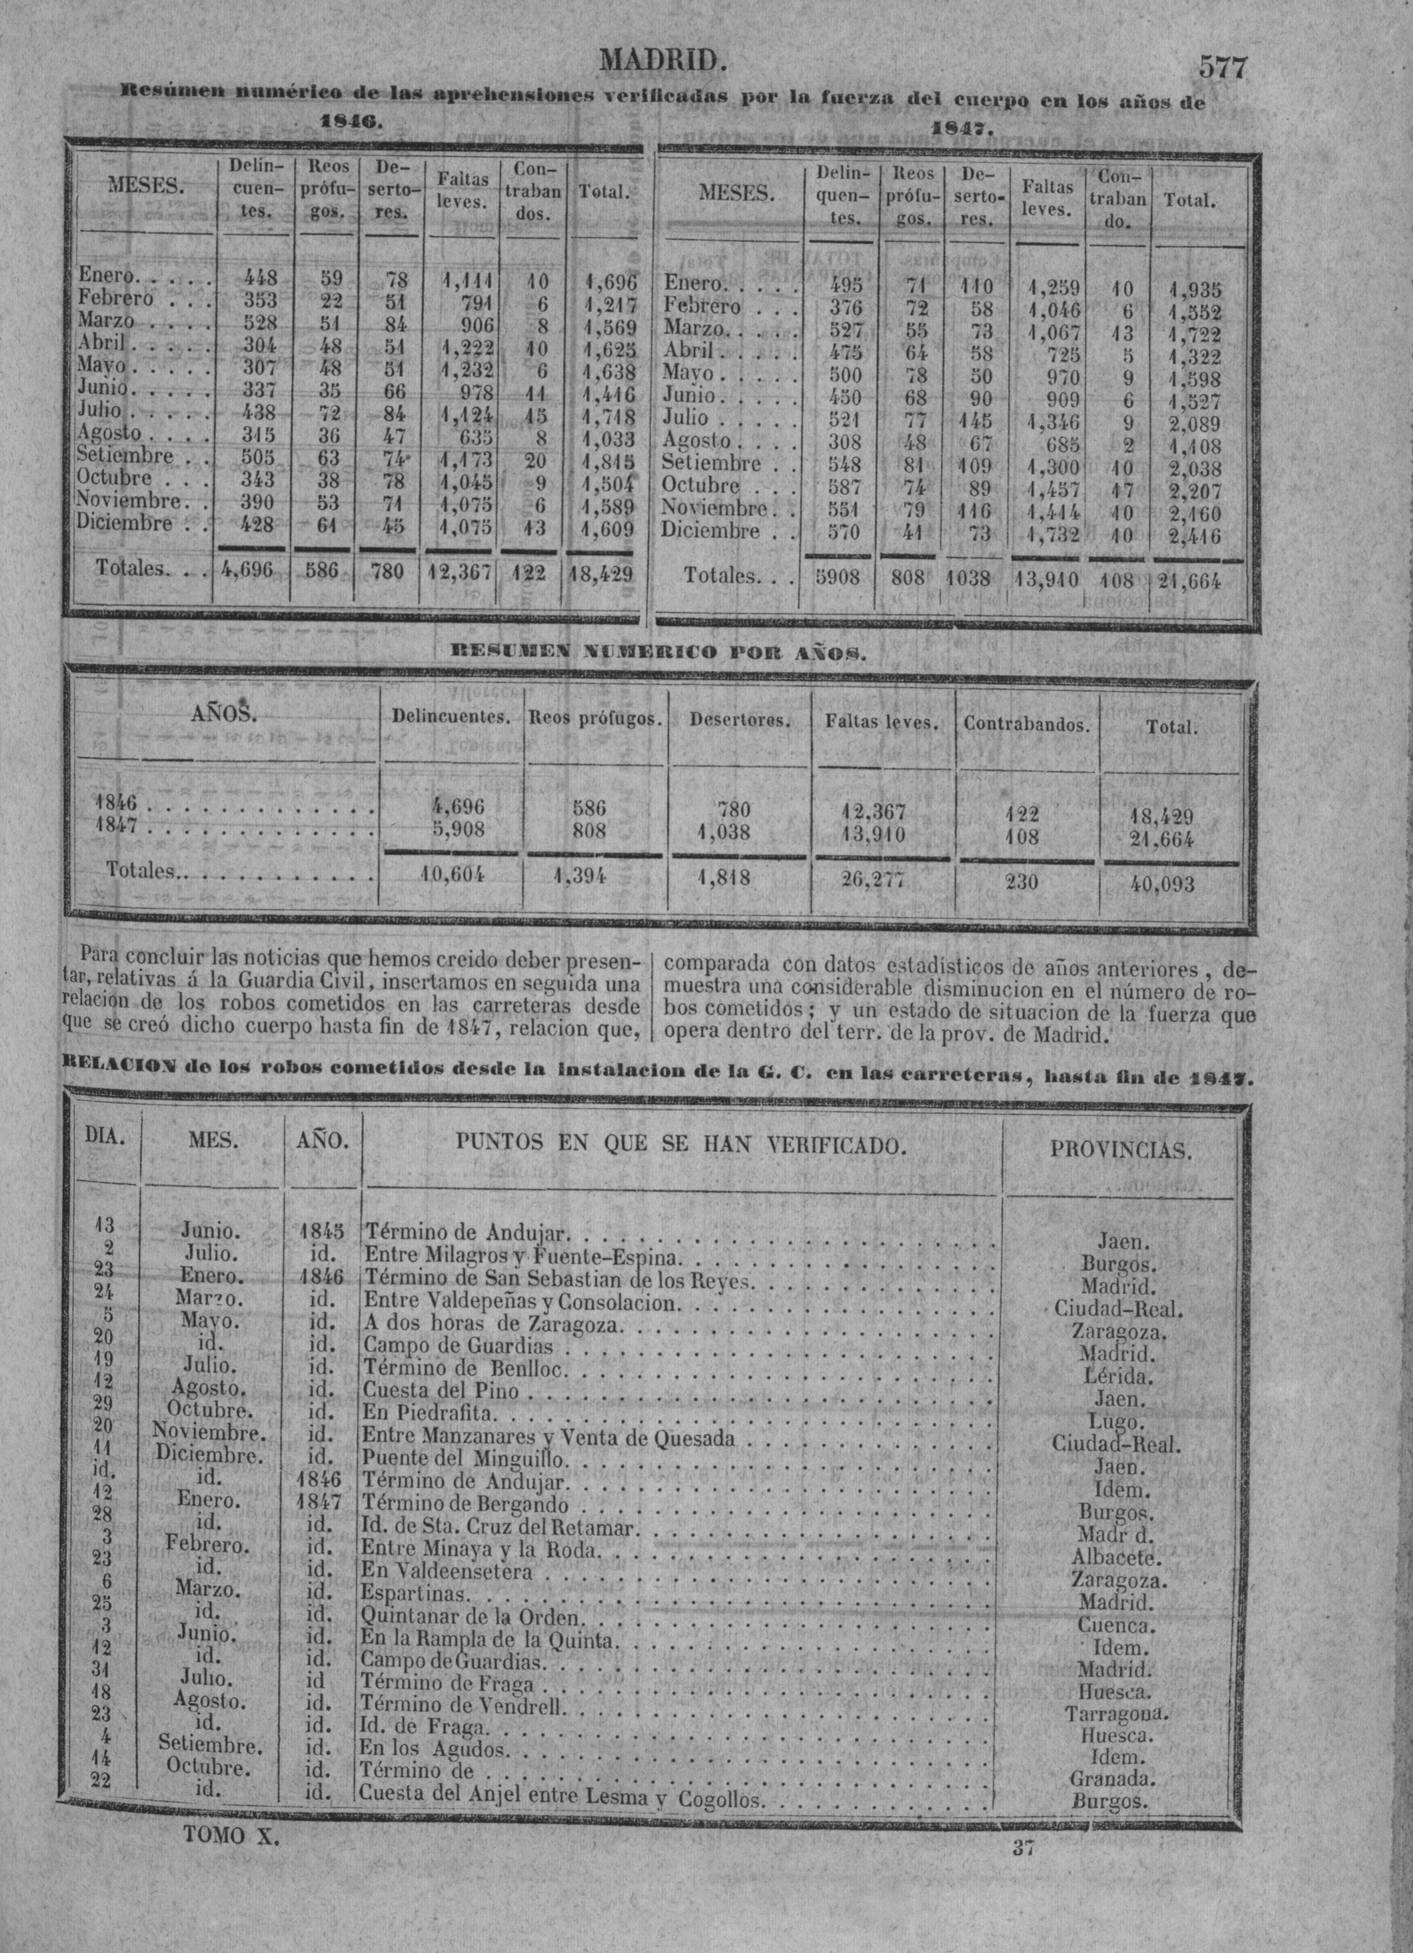 MADRID.
577
Resúmen numérico de las aprehensiones verificadas por la fuerza del cuerpo en los años de
1846.
MESES. Delincuen-tes. Reos prófu-gos. De-serto-res. Faltas leves. Con-traban dos. Total.
Enero. . . . . 448 59 78 1,111 10 1,696
Febrero . . . 353 22 51 791 6 1,217
Marzo . . . . 528 51 84 906 8 1,569
Abril . . . . . 304 48 51 1,222 10 1,625
Mayo . . . . . 307 48 51 1,232 6 1,638
Junio. . . . . 337 35 66 978 11 1,416
Julio . . . . . 438 72 84 1,124 15 1,718
Agosto . . . . 315 36 47 635 8 1,033
Setiembre . . 505 63 74 1,173 20 1,815
Octubre . . . 343 38 78 1,045 9 1,504
Noviembre. . 390 53 71 1,075 6 1,589
Diciembre . . 428 61 45 1,075 13 1,609
Totales. . . 4,696 586 780 12,367 122 18,429
1847.
MESES. Delin-quen-tes. Reos prófu-gos. De-serto-res. Faltas leves. Con-traban do. Total.
Enero. . . . . 495 71 110 1,259 10 1,935
Febrero . . . 376 72 58 1,046 6 1,552
Marzo. . . . . 527 55 73 1,067 13 1,722
Abril . . . . . 475 64 58 725 5 1,322
Mayo . . . . . 500 78 50 970 9 1,598
Junio. . . . . 450 68 90 909 6 1,527
Julio . . . . . 521 77 145 1,346 9 2,089
Agosto. . . . 308 48 67 685 2 1,108
Setiembre . . 548 81 109 1,300 10 2,038
Octubre . . . 587 74 89 1,457 17 2,207
Noviembre. . 551 79 116 1,414 10 2,160
Diciembre . . 570 41 73 1,732 10 2,416
Totales. . . 5908 808 1038 13,910 108 21,664
RESUMEN NUMERICO POR AÑOS.
AÑOS. Delincuentes. Reos prófugos. Desertores. Faltas leves. Contrabandos. Total.
1846 . . . . . . . . . . . . . 4,696 586 780 12,367 122 18,429
1847 . . . . . . . . . . . . . 5,908 808 1,038 13,910 108 21,664
Totales. . . . . . . . . . . . 10,604 1,394 1,818 26,277 230 40,093
Para concluir las noticias que hemos creido deber presen-
tar, relativas á la Guardia Civil, insertamos en seguida una
relacion de los robos cometidos en las carreteras desde
que se creó dicho cuerpo hasta fin de 1847, relacion que,
comparada con datos estadísticos de años anteriores, de-
muestra una considerable disminucion en el número de ro-
bos cometidos; y un estado de situacion de la fuerza que
opera dentro del terr. de la prov. de Madrid.
RELACION de los robos cometidos desde la instalacion de la G. C. en las carreteras, hasta fin de 1847.
DIA. MES. AÑO. PUNTOS EN QUE SE HAN VERIFICADO. PROVINCIAS.
13 Junio. 1845 Término de Andujar. . . . . Jaen.
2 Julio. id. Entre Milagros y Fuente-Espina. . . . . Burgos.
23 Enero. 1846 Término de San Sebastian de los Reyes. . . . . Madrid.
24 Marzo. id. Entre Valdepeñas y Consolacion. . . . . Ciudad-Real.
5 Mayo. id. A dos horas de Zaragoza. . . . . Zaragoza.
20 id. id. Campo de Guardias . . . . . Madrid.
19 Julio. id. Término de Benlloc. . . . . Lérida.
12 Agosto. id. Cuesta del Pino . . . . . Jaen.
29 Octubre. id. En Piedrafita. . . . . Lugo.
20 Noviembre. id. Entre Manzanares y Venta de Quesada . . . . . Ciudad-Real.
11 Diciembre. id. Puente del Minguillo. . . . . Jaen.
id. id. 1846 Término de Andujar. . . . . Idem.
12 Enero. 1847 Término de Bergando . . . . . Burgos.
28 id. id. Id. de Sta. Cruz del Retamar. . . . . Madr d.
3 Febrero. id. Entre Minaya y la Roda. . . . . Albacete.
23 id. id. En Valdeensetera . . . . . Zaragoza.
6 Marzo. id. Espartinas. . . . . Madrid.
25 id. id. Quintanar de la Orden. . . . . Cuenca.
3 Junio. id. En la Rampla de la Quinta. . . . . Idem.
12 id. id. Campo de Guardias. . . . . Madrid.
31 Julio. id Término de Fraga . . . . . Huesca.
18 Agosto. id. Término de Vendrell. . . . . Tarragona.
23 id. id. Id. de Fraga. . . . . Huesca.
4 Setiembre. id. En los Agudos. . . . . Idem.
14 Octubre. id. Término de . . . . . Granada.
22 id. id. Cuesta del Anjel entre Lesma y Cogollos. . . . . Burgos.
TOMO X.
37